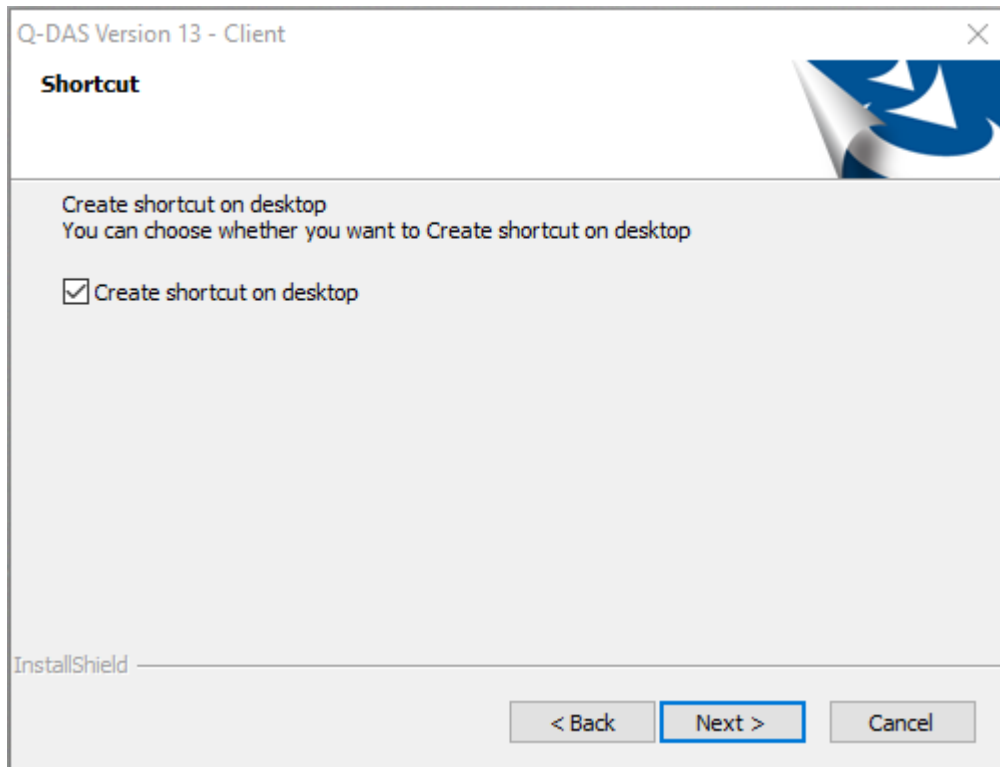 Q-DAS Version 13 - Client
Shortcut
Create shortcut on desktop
You can choose whether you want to Create shortcut on desktop
Create shortcut on desktop
InstallShield
< Back
Next >
Cancel